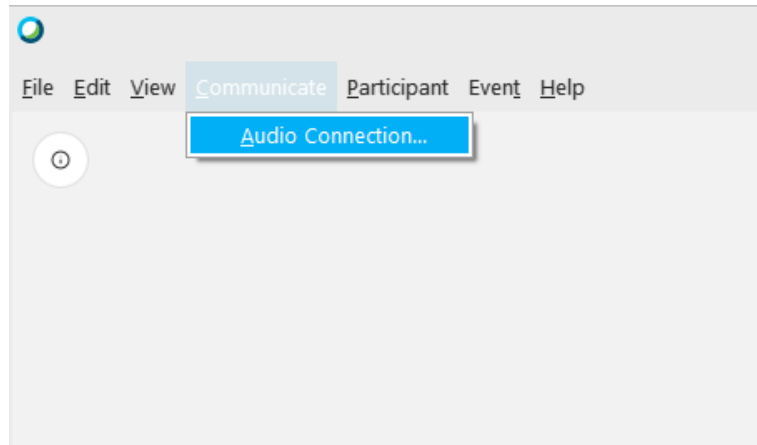 File Edit View Communicate Participant Event Help
Audio Connection...